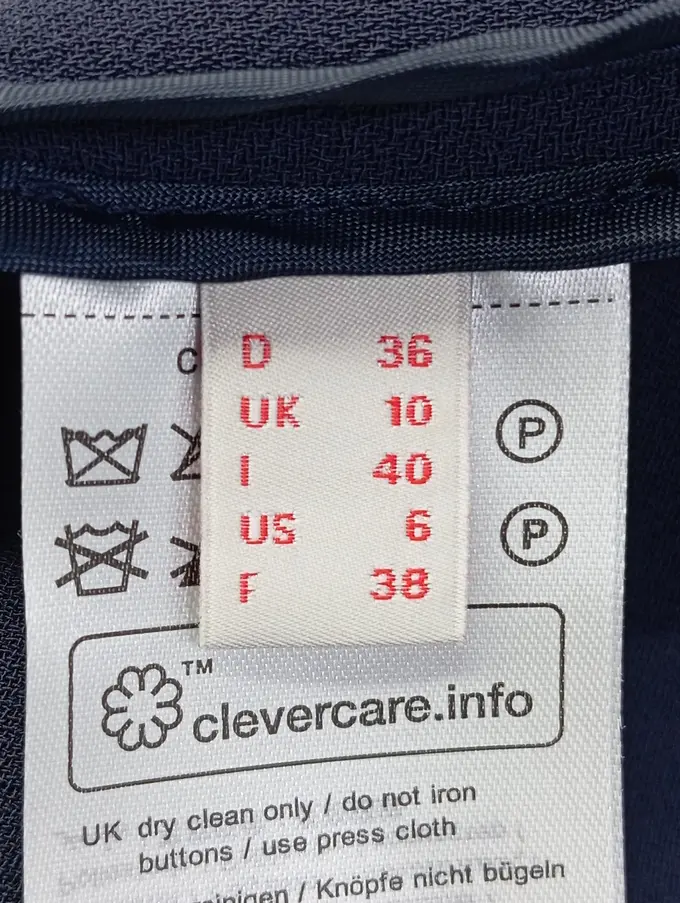 C
D 36
UK 10
I 40
US 6
F 38
P
P
TM
clevercare.info
UK dry clean only / do not iron
buttons / use press cloth
/ Knöpfe nicht bügeln